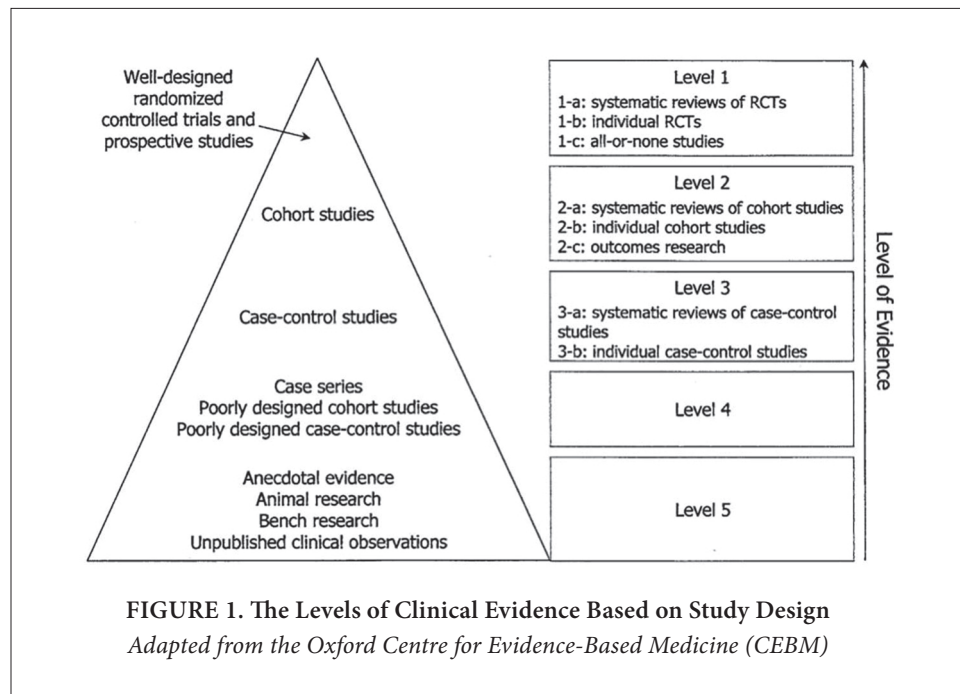 Well-designed
randomized
controlled trials and
prospective studies
Cohort studies
Case-control studies
Case series
Poorly designed cohort studies
Poorly designed case-control studies
Anecdotal evidence
Animal research
Bench research
Unpublished clinical observations
Level 1
1-a: systematic reviews of RCTs
1-b: individual RCTs
1-c: all-or-none studies
Level 2
2-a: systematic reviews of cohort studies
2-b: individual cohort studies
2-c: outcomes research
Level 3
3-a: systematic reviews of case-control
studies
3-b: individual case-control studies
Level 4
Level 5
Level of Evidence
FIGURE 1. The Levels of Clinical Evidence Based on Study Design
Adapted from the Oxford Centre for Evidence-Based Medicine (CEBM)